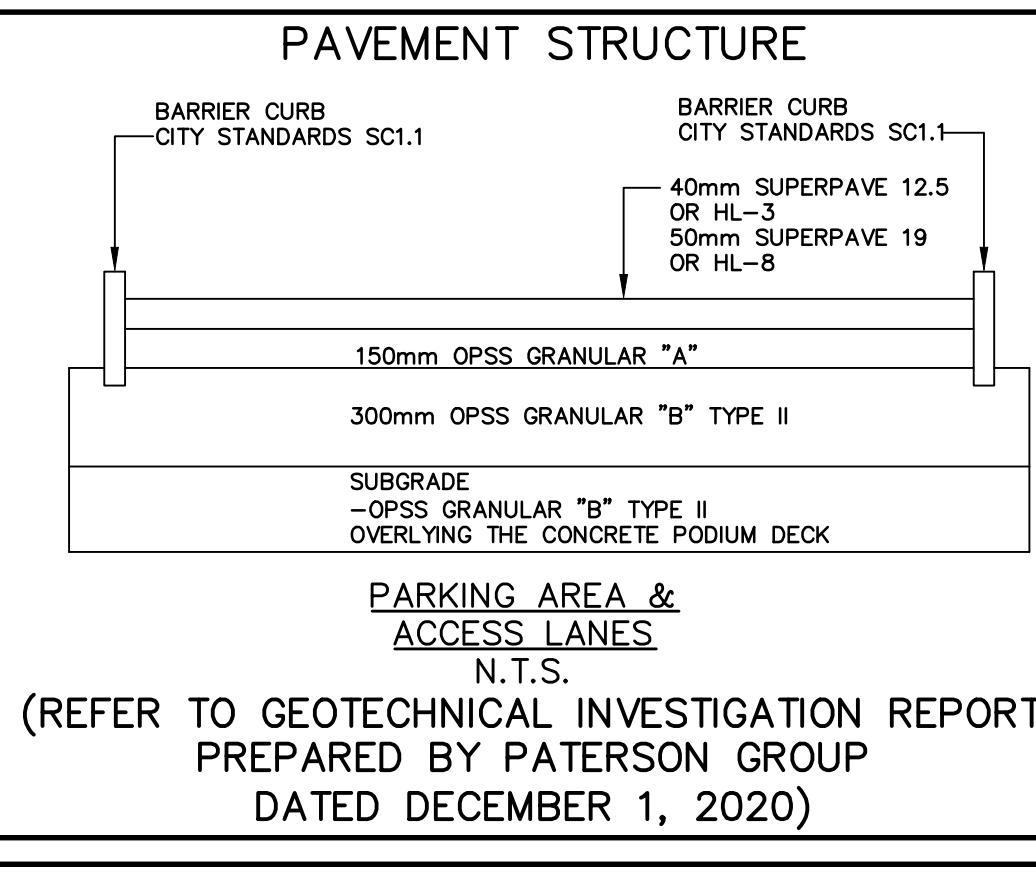 PAVEMENT STRUCTURE
BARRIER CURB
CITY STANDARDS SC1.1
BARRIER CURB
CITY STANDARDS SC1.1
40mm SUPERPAVE 12.5
OR HL-3
50mm SUPERPAVE 19
OR HL-8
150mm OPSS GRANULAR "A"
300mm OPSS GRANULAR "B" TYPE II
SUBGRADE
-OPSS GRANULAR "B" TYPE II
OVERLYING THE CONCRETE PODIUM DECK
PARKING AREA &
ACCESS LANES
N.T.S.
(REFER TO GEOTECHNICAL INVESTIGATION REPORT
PREPARED BY PATERSON GROUP
DATED DECEMBER 1, 2020)